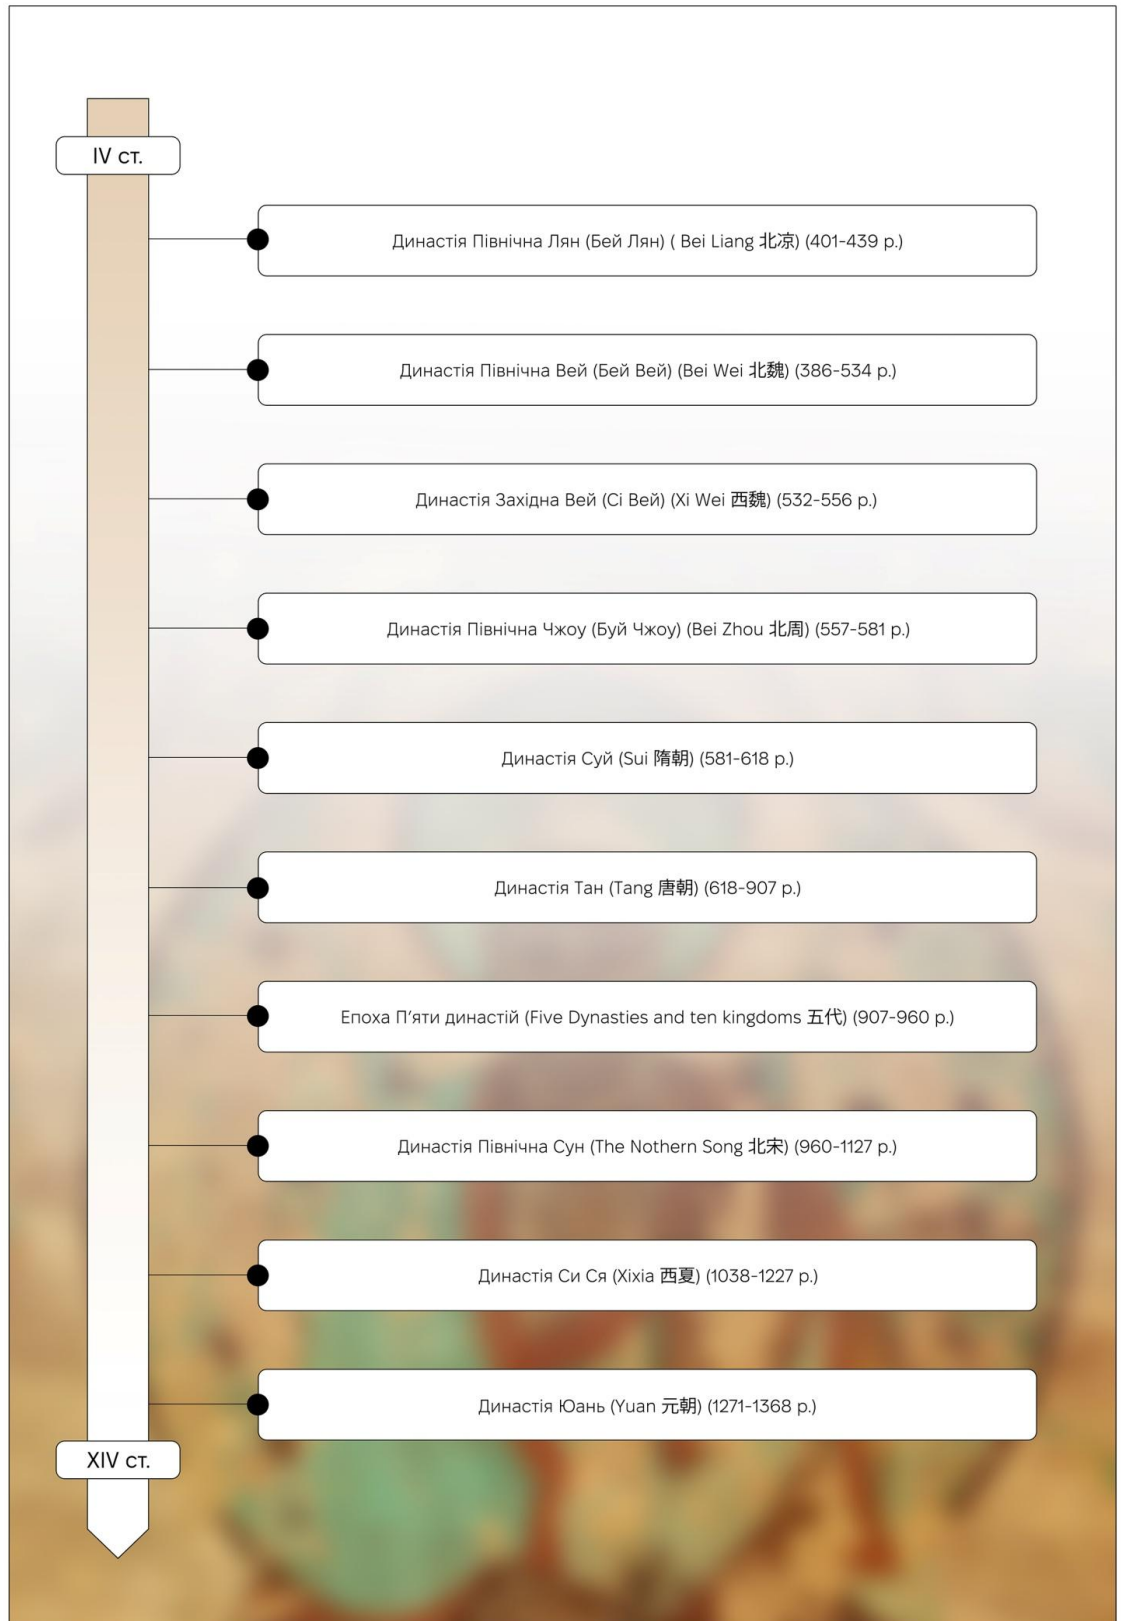 IV ст.
Династія Північна Лян (Бей Лян) ( Bei Liang 北凉) (401-439 р.)
Династія Північна Вей (Бей Вей) (Bei Wei 北魏) (386-534 р.)
Династія Західна Вей (Сі Вей) (Xi Wei 西魏) (532-556 р.)
Династія Північна Чжоу (Буй Чжоу) (Bei Zhou 北周) (557-581 р.)
Династія Суй (Sui 隋朝) (581-618 р.)
Династія Тан (Tang 唐朝) (618-907 р.)
Епоха П’яти династій (Five Dynasties and ten kingdoms 五代) (907-960 р.)
Династія Північна Сун (The Nothern Song 北宋) (960-1127 р.)
Династія Си Ся (Xixia 西夏) (1038-1227 р.)
Династія Юань (Yuan 元朝) (1271-1368 р.)
XIV ст.